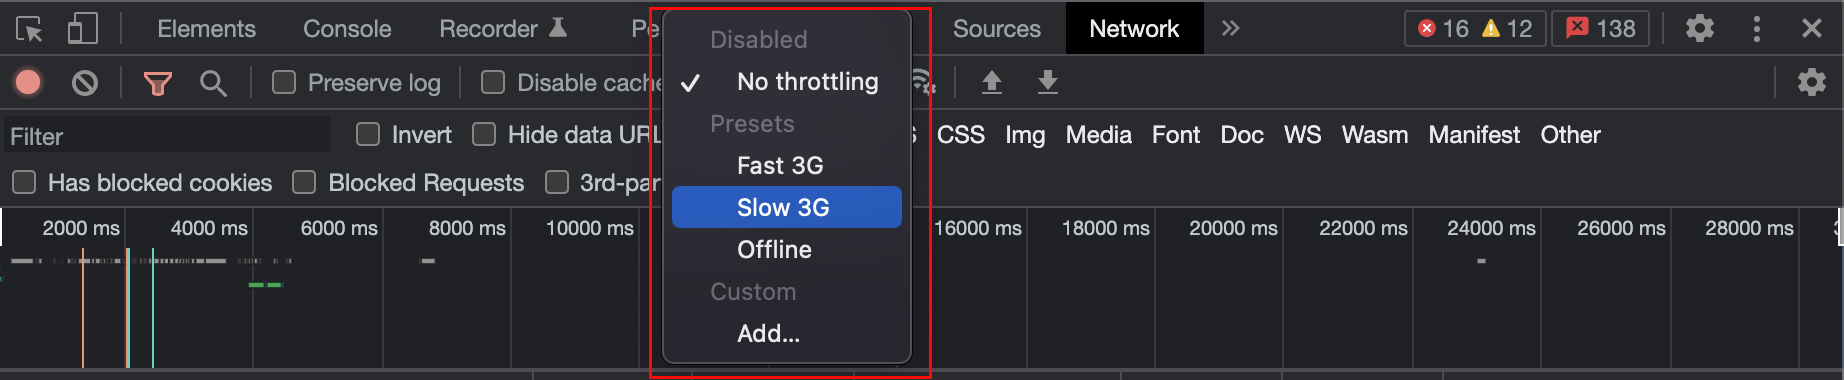 Elements Console Recorder Sources Network 16 12 138
Disabled
No throttling
Preserve log Disable cache
Presets
Filter Invert Hide data URL CSS Img Media Font Doc WS Wasm Manifest Other
Fast 3G
Has blocked cookies Blocked Requests 3rd-par
Slow 3G
2000 ms 4000 ms 6000 ms 8000 ms 10000 ms 16000 ms 18000 ms 20000 ms 22000 ms 24000 ms 26000 ms 28000 ms
Offline
Custom
Add...